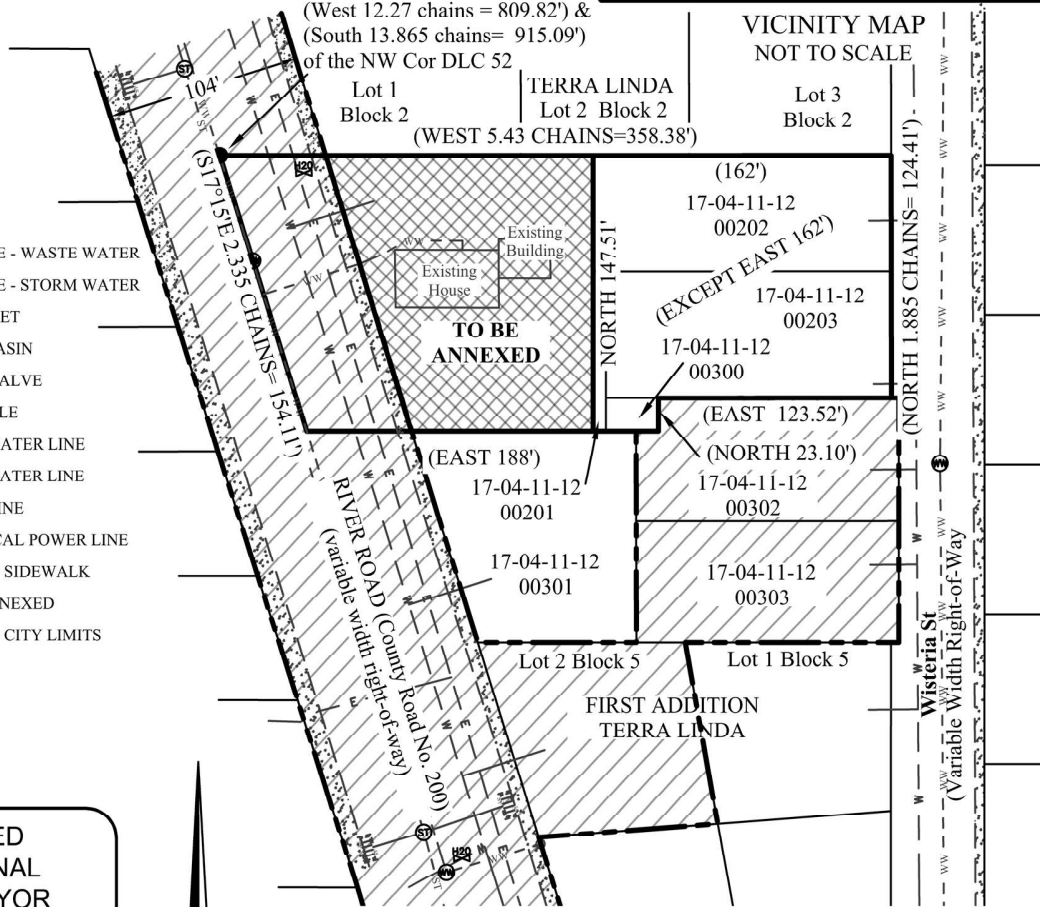 (West 12.27 chains = 809.82') &
(South 13.865 chains= 915.09')
of the NW Cor DLC 52
VICINITY MAP
NOT TO SCALE
ST
104'
Lot 1
Block 2
TERRA LINDA
Lot 2 Block 2
Lot 3
Block 2
(WEST 5.43 CHAINS=358.38')
H20
(S17°15'E 2.335 CHAINS= 154.11')
Existing
Building
Existing
House
TO BE
ANNEXED
NORTH 147.51'
(162')
17-04-11-12
00202
(EXCEPT EAST 162')
17-04-11-12
00203
17-04-11-12
00300
(NORTH 1.885 CHAINS= 124.41')
E - WASTE WATER
E - STORM WATER
ET
ASIN
ALVE
LE
ATER LINE
ATER LINE
INE
CAL POWER LINE
SIDEWALK
NEXED
CITY LIMITS
(EAST 188')
17-04-11-12
00201
(EAST 123.52')
(NORTH 23.10')
17-04-11-12
00302
17-04-11-12
00301
17-04-11-12
00303
RIVER ROAD (County Road No. 200)
(variable width right-of-way)
Wisteria St
(Variable Width Right-of-Way
Lot 2 Block 5
Lot 1 Block 5
FIRST ADDITION
TERRA LINDA
ST
H20
WW
ED
NAL
YOR